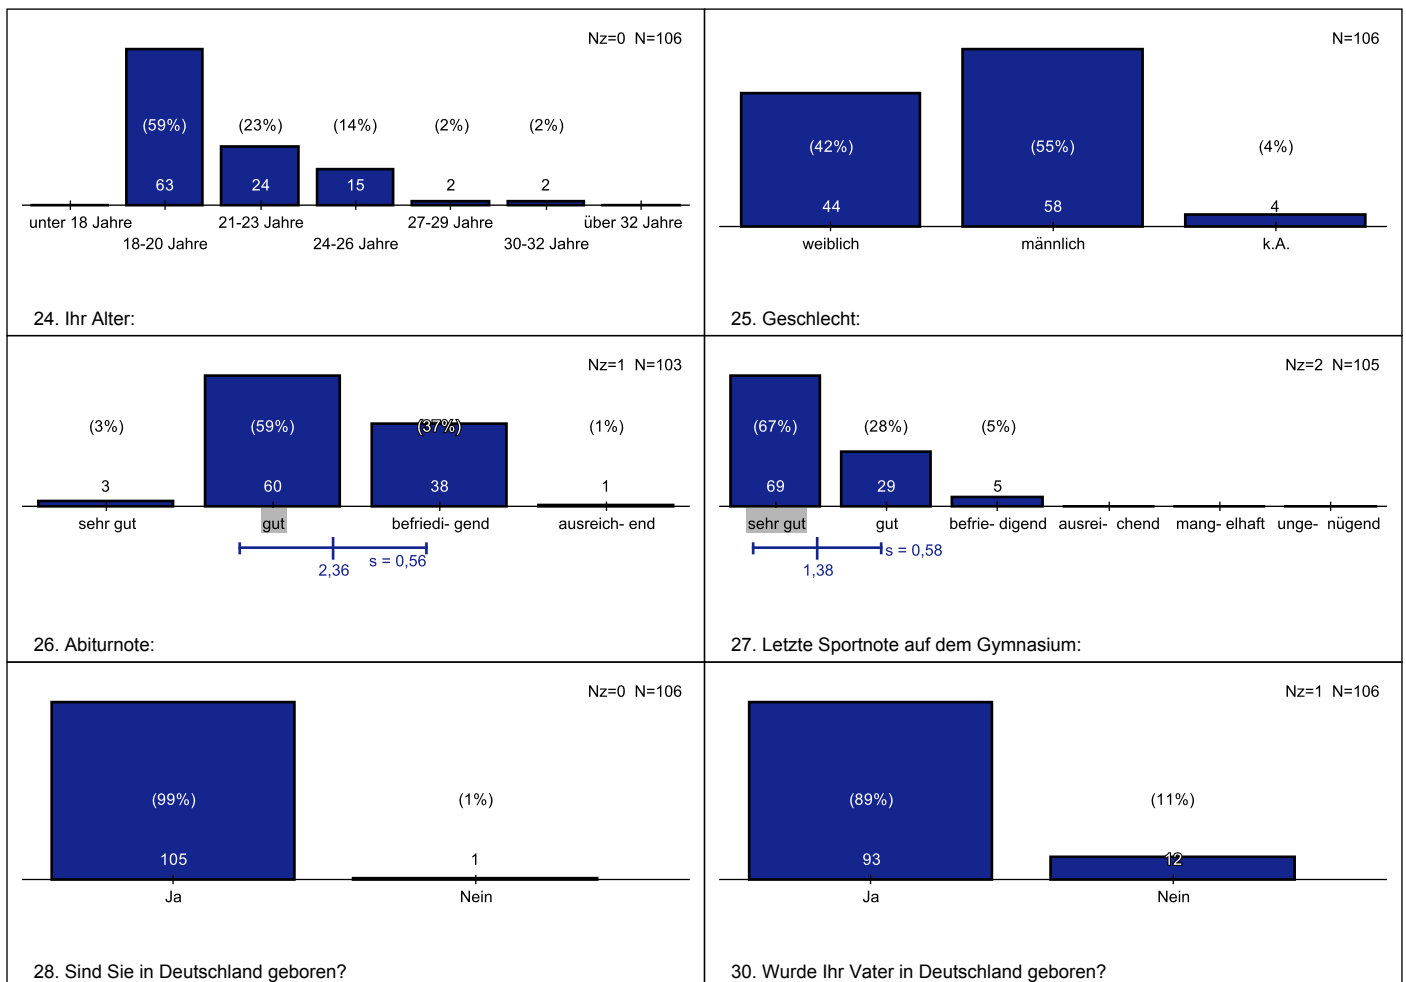 Nz=0 N=106
(59%) (23%) (14%) (2%) (2%)
63 24 15 2 2
unter 18 Jahre 21-23 Jahre 27-29 Jahre über 32 Jahre
18-20 Jahre 24-26 Jahre 30-32 Jahre
24. Ihr Alter:
N=106
(42%) (55%) (4%)
44 58 4
weiblich männlich k.A.
25. Geschlecht:
Nz=1 N=103
(3%) (59%) (37%) (1%)
3 60 38 1
sehr gut gut befriedi- gend ausreich- end
s = 0,56
2,36
26. Abiturnote:
Nz=2 N=105
(67%) (28%) (5%)
69 29 5
sehr gut gut befrie- digend ausrei- chend mang- elhaft unge- nügend
s = 0,58
1,38
27. Letzte Sportnote auf dem Gymnasium:
Nz=0 N=106
(99%) (1%)
105 1
Ja Nein
28. Sind Sie in Deutschland geboren?
Nz=1 N=106
(89%) (11%)
93 12
Ja Nein
30. Wurde Ihr Vater in Deutschland geboren?